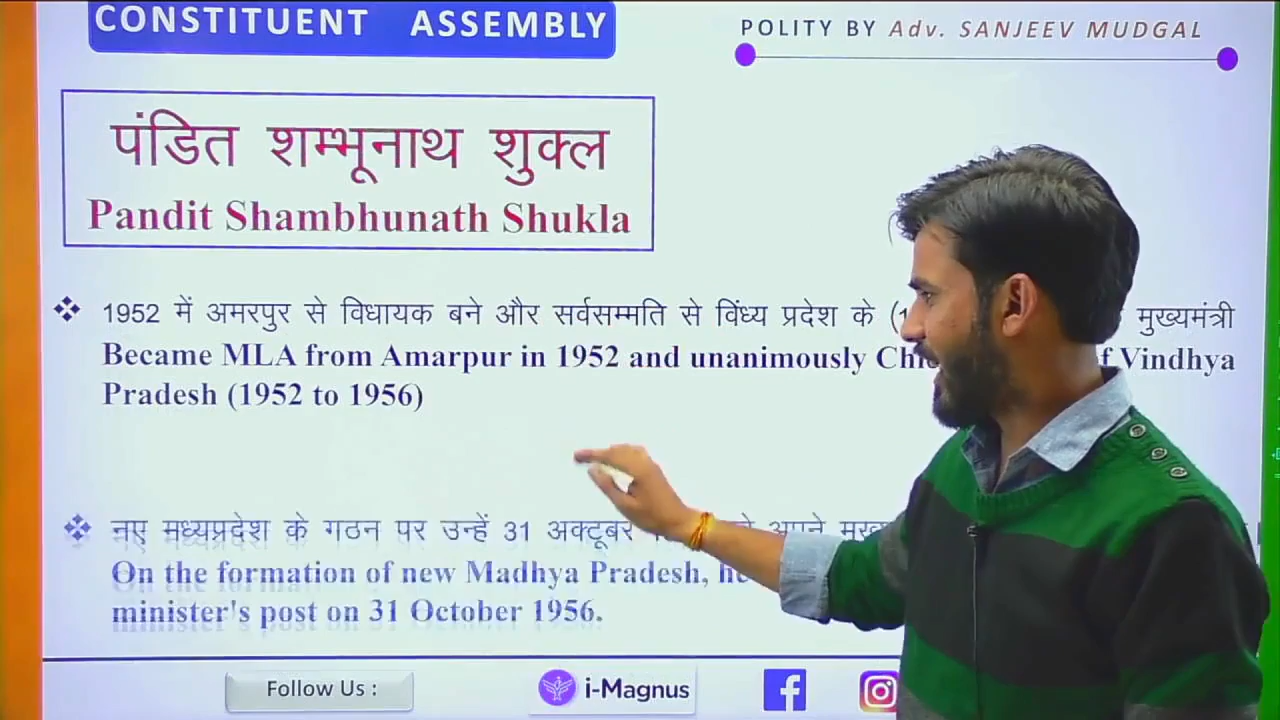 CONSTITUENT ASSEMBLY
POLITY BY Adv. SANJEEV MUDGAL
पंडित शम्भूनाथ शुक्ल
Pandit Shambhunath Shukla
1952 में अमरपुर से विधायक बने और सर्वसम्मति से विंध्य प्रदेश के मुख्यमंत्री
Became MLA from Amarpur in 1952 and unanimously Vindhya
Pradesh (1952 to 1956)
नए मध्यप्रदेश के गठन पर उन्हें 31 अक्टूबर अपने
On the formation of new Madhya Pradesh, he
minister's post on 31 October 1956.
Follow Us :
i-Magnus